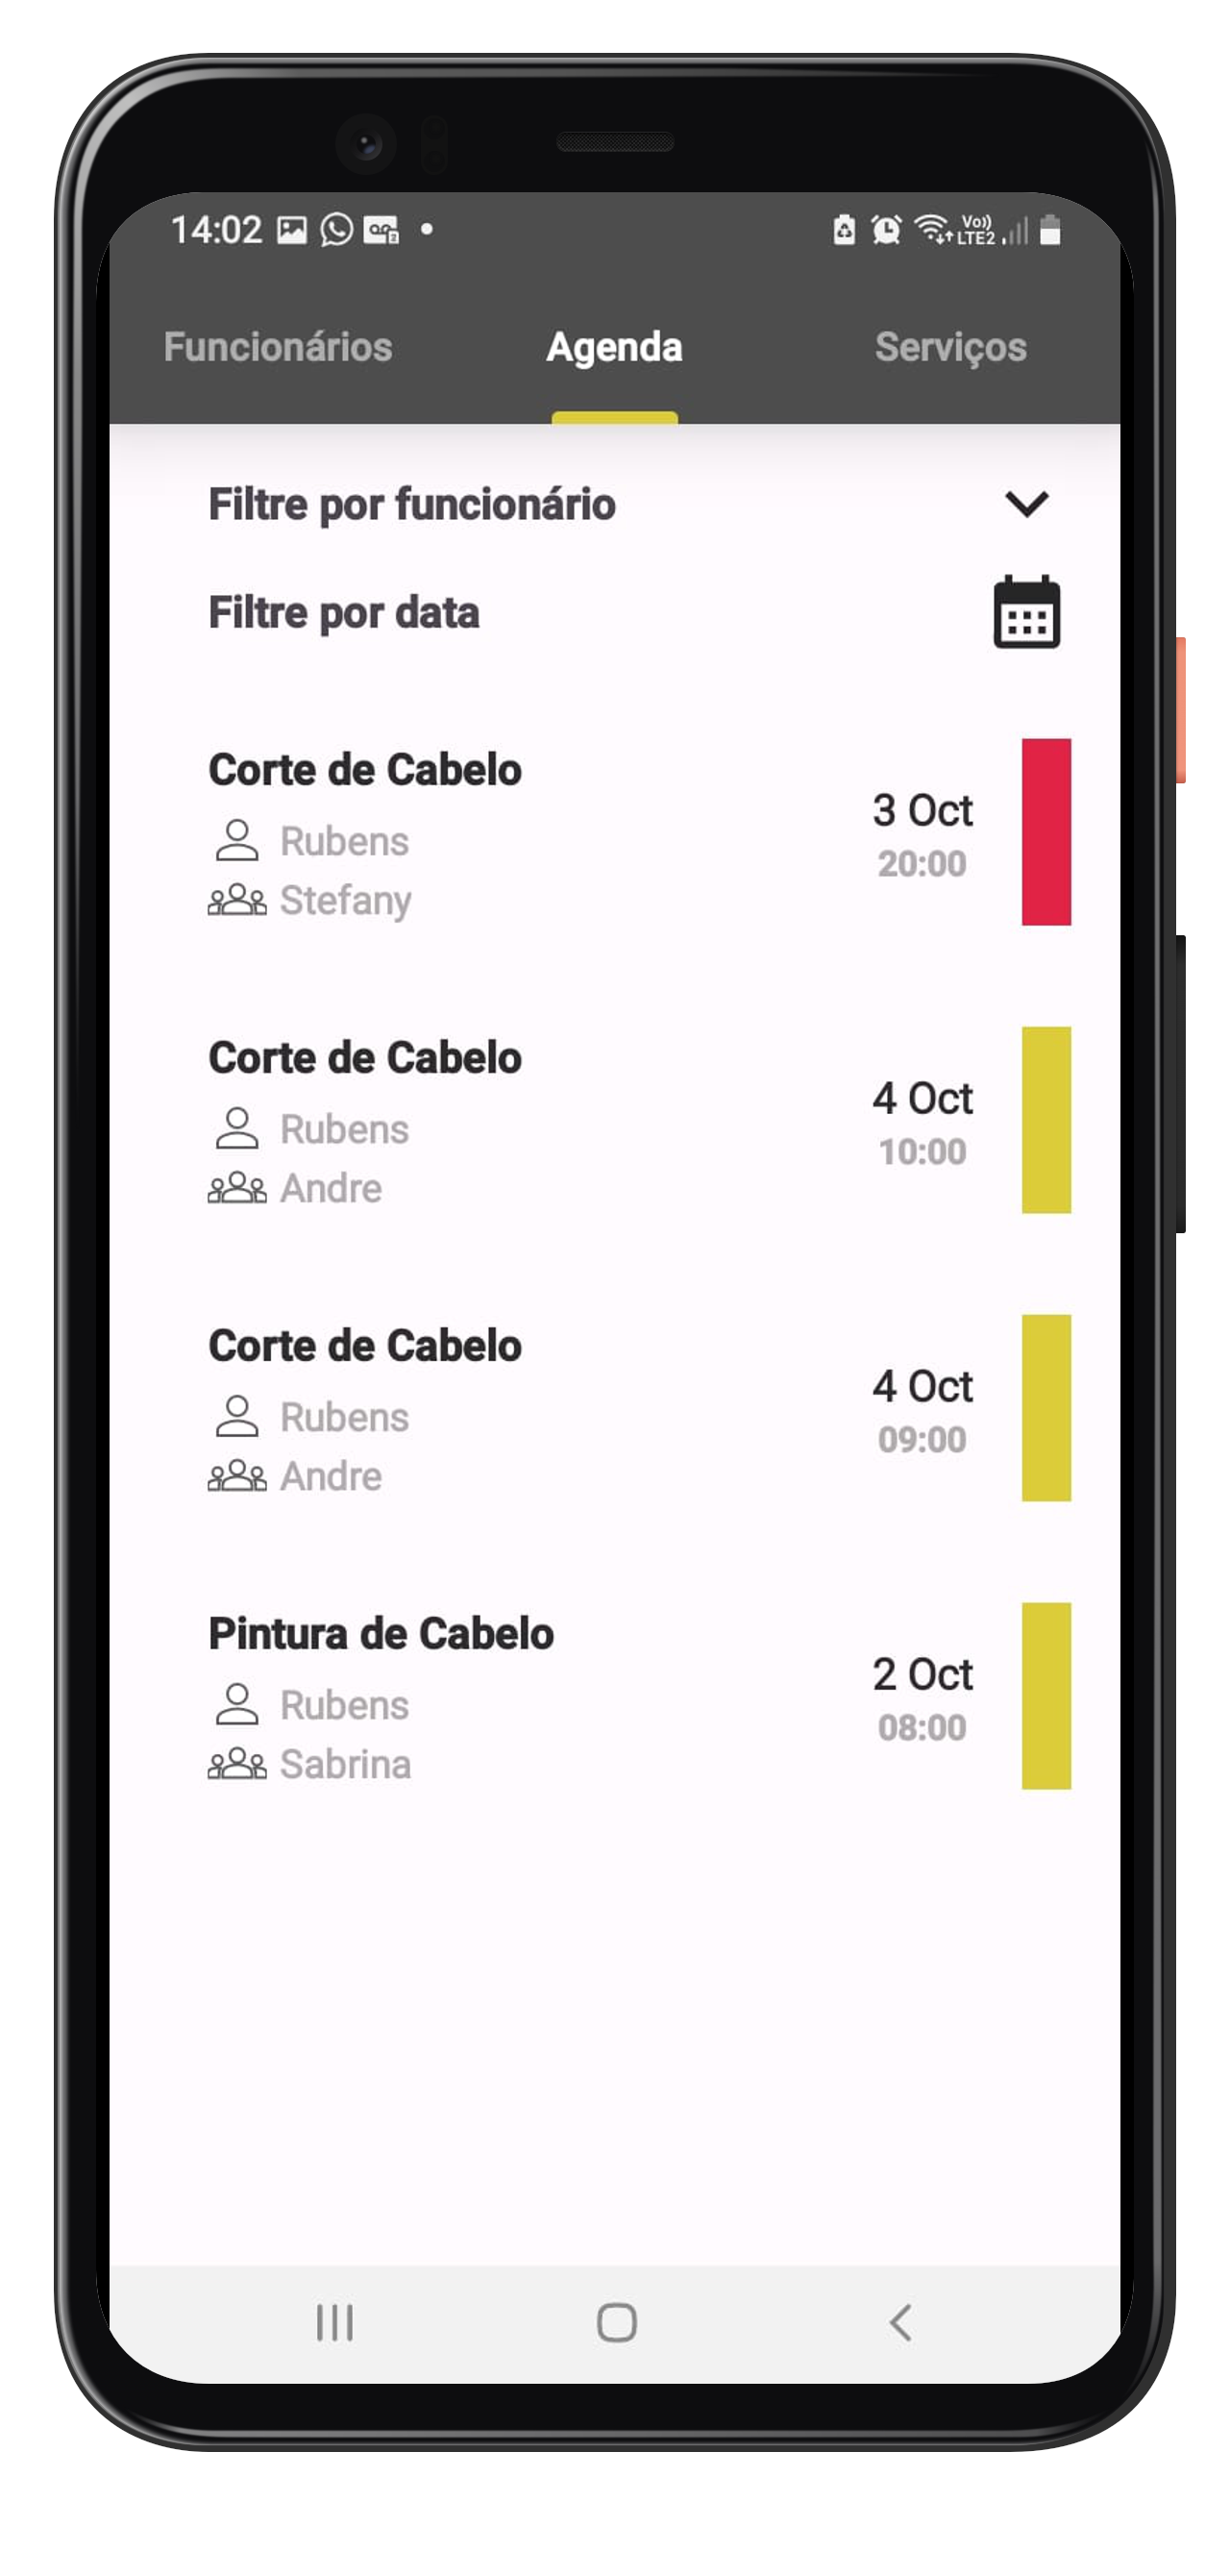 14:02
Vo))
LTE2
Funcionários Agenda Serviços
Filtre por funcionário
Filtre por data
Corte de Cabelo
Rubens
Stefany
3 Oct
20:00
Corte de Cabelo
Rubens
Andre
4 Oct
10:00
Corte de Cabelo
Rubens
Andre
4 Oct
09:00
Pintura de Cabelo
Rubens
Sabrina
2 Oct
08:00